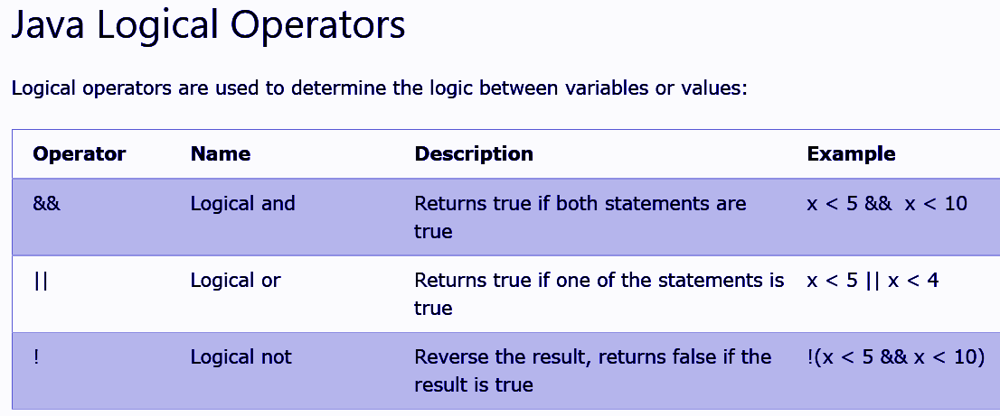 Java Logical Operators
Logical operators are used to determine the logic between variables or values:
Operator Name Description Example
&& Logical and Returns true if both statements are true x < 5 &&  x < 10
|| Logical or Returns true if one of the statements is true x < 5 || x < 4
! Logical not Reverse the result, returns false if the result is true !(x < 5 && x < 10)